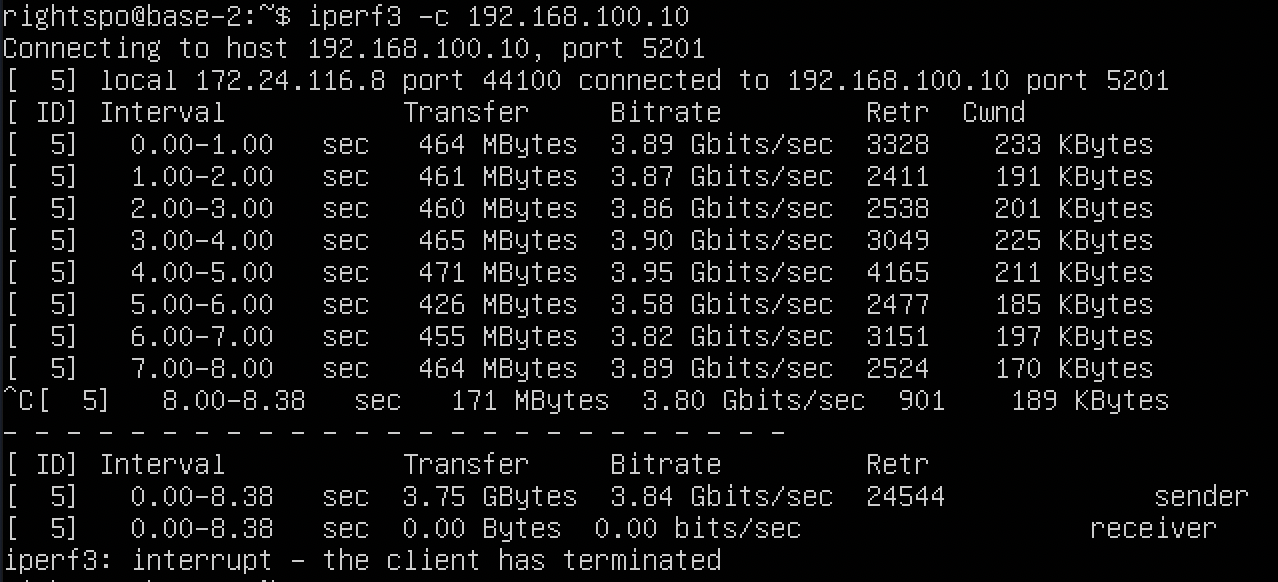 rightspo@base-2:~$ iperf3 -c 192.168.100.10
Connecting to host 192.168.100.10, port 5201
[  5] local 172.24.116.8 port 44100 connected to 192.168.100.10 port 5201
[ ID] Interval           Transfer     Bitrate         Retr  Cwnd
[  5]   0.00-1.00   sec   464 MBytes  3.89 Gbits/sec  3328    233 KBytes
[  5]   1.00-2.00   sec   461 MBytes  3.87 Gbits/sec  2411    191 KBytes
[  5]   2.00-3.00   sec   460 MBytes  3.86 Gbits/sec  2538    201 KBytes
[  5]   3.00-4.00   sec   465 MBytes  3.90 Gbits/sec  3049    225 KBytes
[  5]   4.00-5.00   sec   471 MBytes  3.95 Gbits/sec  4165    211 KBytes
[  5]   5.00-6.00   sec   426 MBytes  3.58 Gbits/sec  2477    185 KBytes
[  5]   6.00-7.00   sec   455 MBytes  3.82 Gbits/sec  3151    197 KBytes
[  5]   7.00-8.00   sec   464 MBytes  3.89 Gbits/sec  2524    170 KBytes
^C[  5]   8.00-8.38   sec   171 MBytes  3.80 Gbits/sec  901    189 KBytes
- - - - - - - - - - - - - - - - - - - - - - - - -
[ ID] Interval           Transfer     Bitrate         Retr
[  5]   0.00-8.38   sec  3.75 GBytes  3.84 Gbits/sec  24544             sender
[  5]   0.00-8.38   sec  0.00 Bytes  0.00 bits/sec                  receiver
iperf3: interrupt - the client has terminated